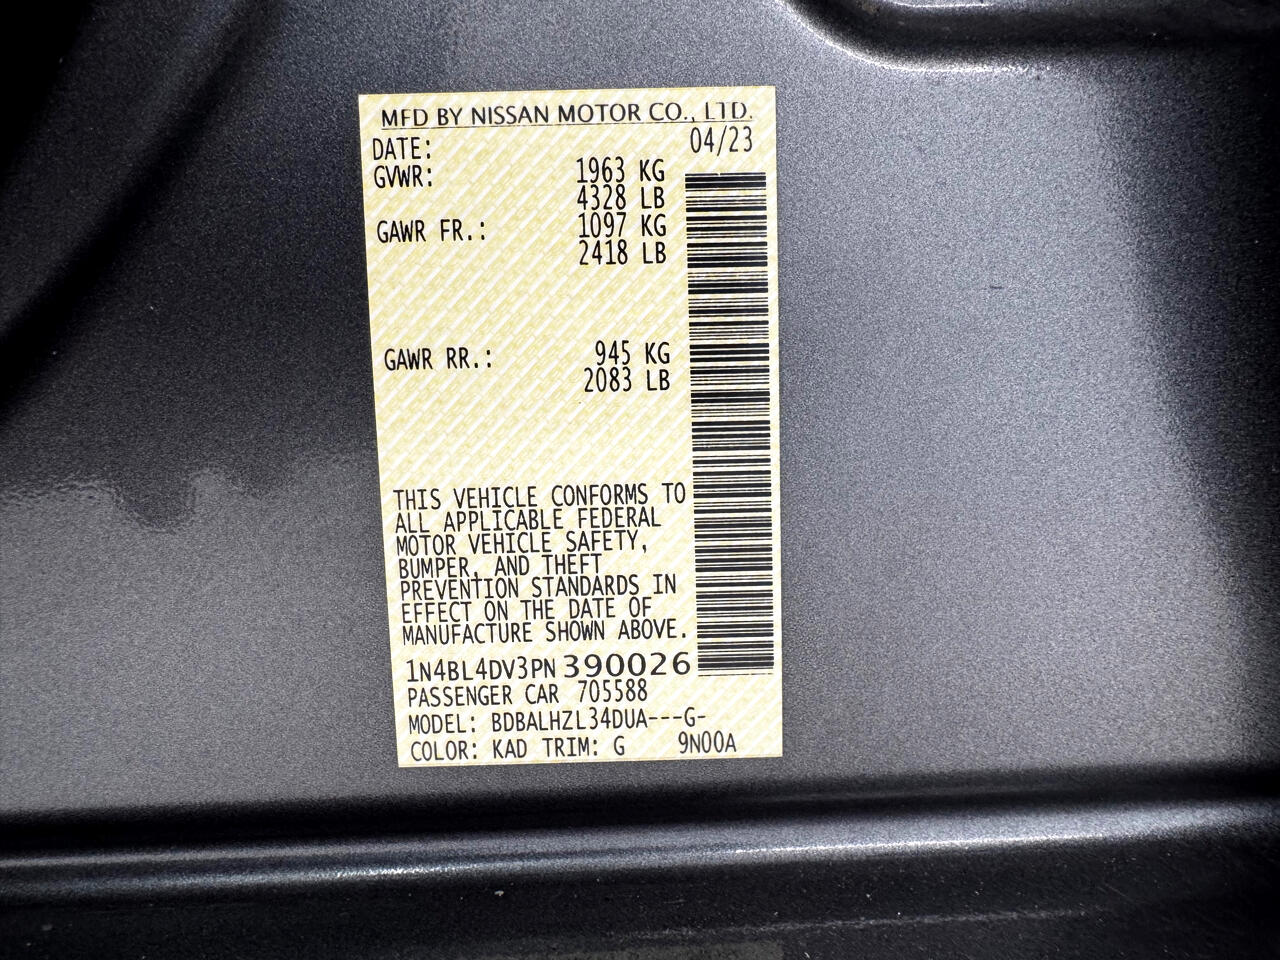 MFD BY NISSAN MOTOR CO., LTD.
DATE: 04/23
GVWR: 1963 KG
4328 LB
GAWR FR.: 1097 KG
2418 LB
GAWR RR.: 945 KG
2083 LB
THIS VEHICLE CONFORMS TO
ALL APPLICABLE FEDERAL
MOTOR VEHICLE SAFETY,
BUMPER, AND THEFT
PREVENTION STANDARDS IN
EFFECT ON THE DATE OF
MANUFACTURE SHOWN ABOVE.
1N4BL4DV3PN390026
PASSENGER CAR 705588
MODEL: BDBALHZL34DUA---G-
COLOR: KAD TRIM: G 9N00A